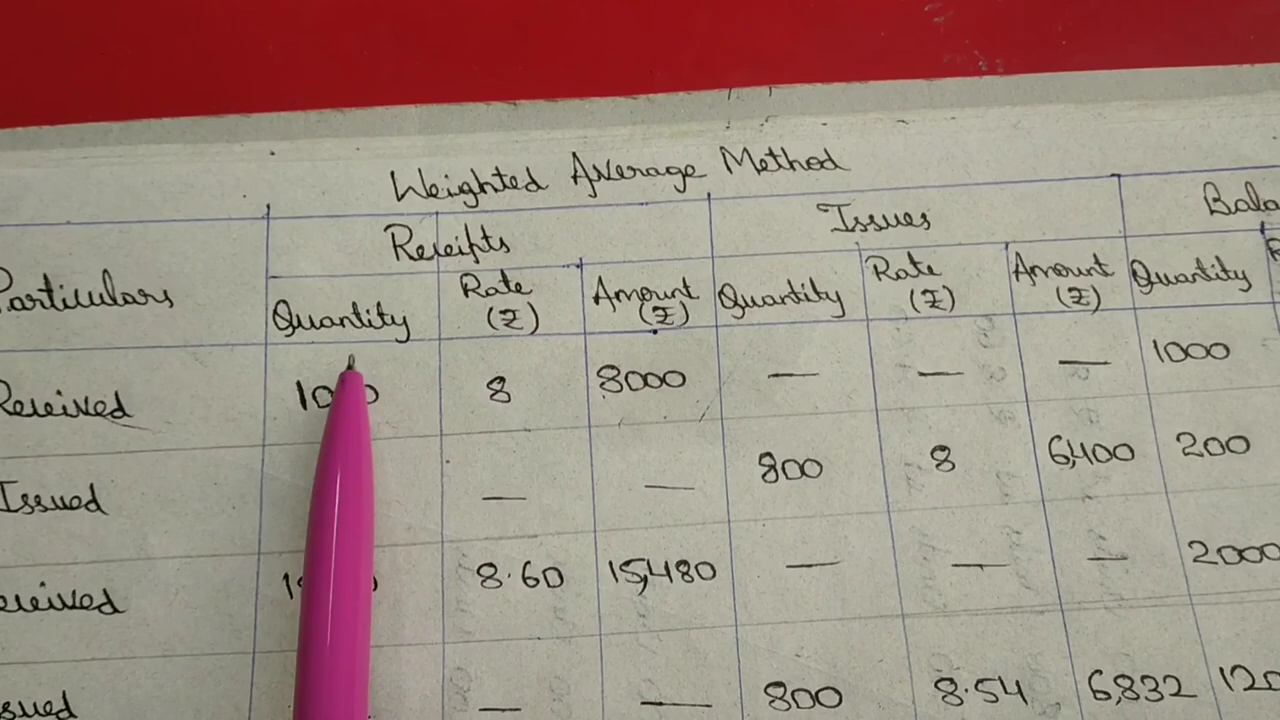 Weighted Average Method
Receipts Issues
Particulars Quantity Rate (₹) Amount (₹) Quantity Rate (₹) Amount (₹) Quantity
Received 8 8000 — — — 1000
Issued — — 800 8 6,400 200
8.60 15,480 — — — 2000
— — 800 8.54 6,832